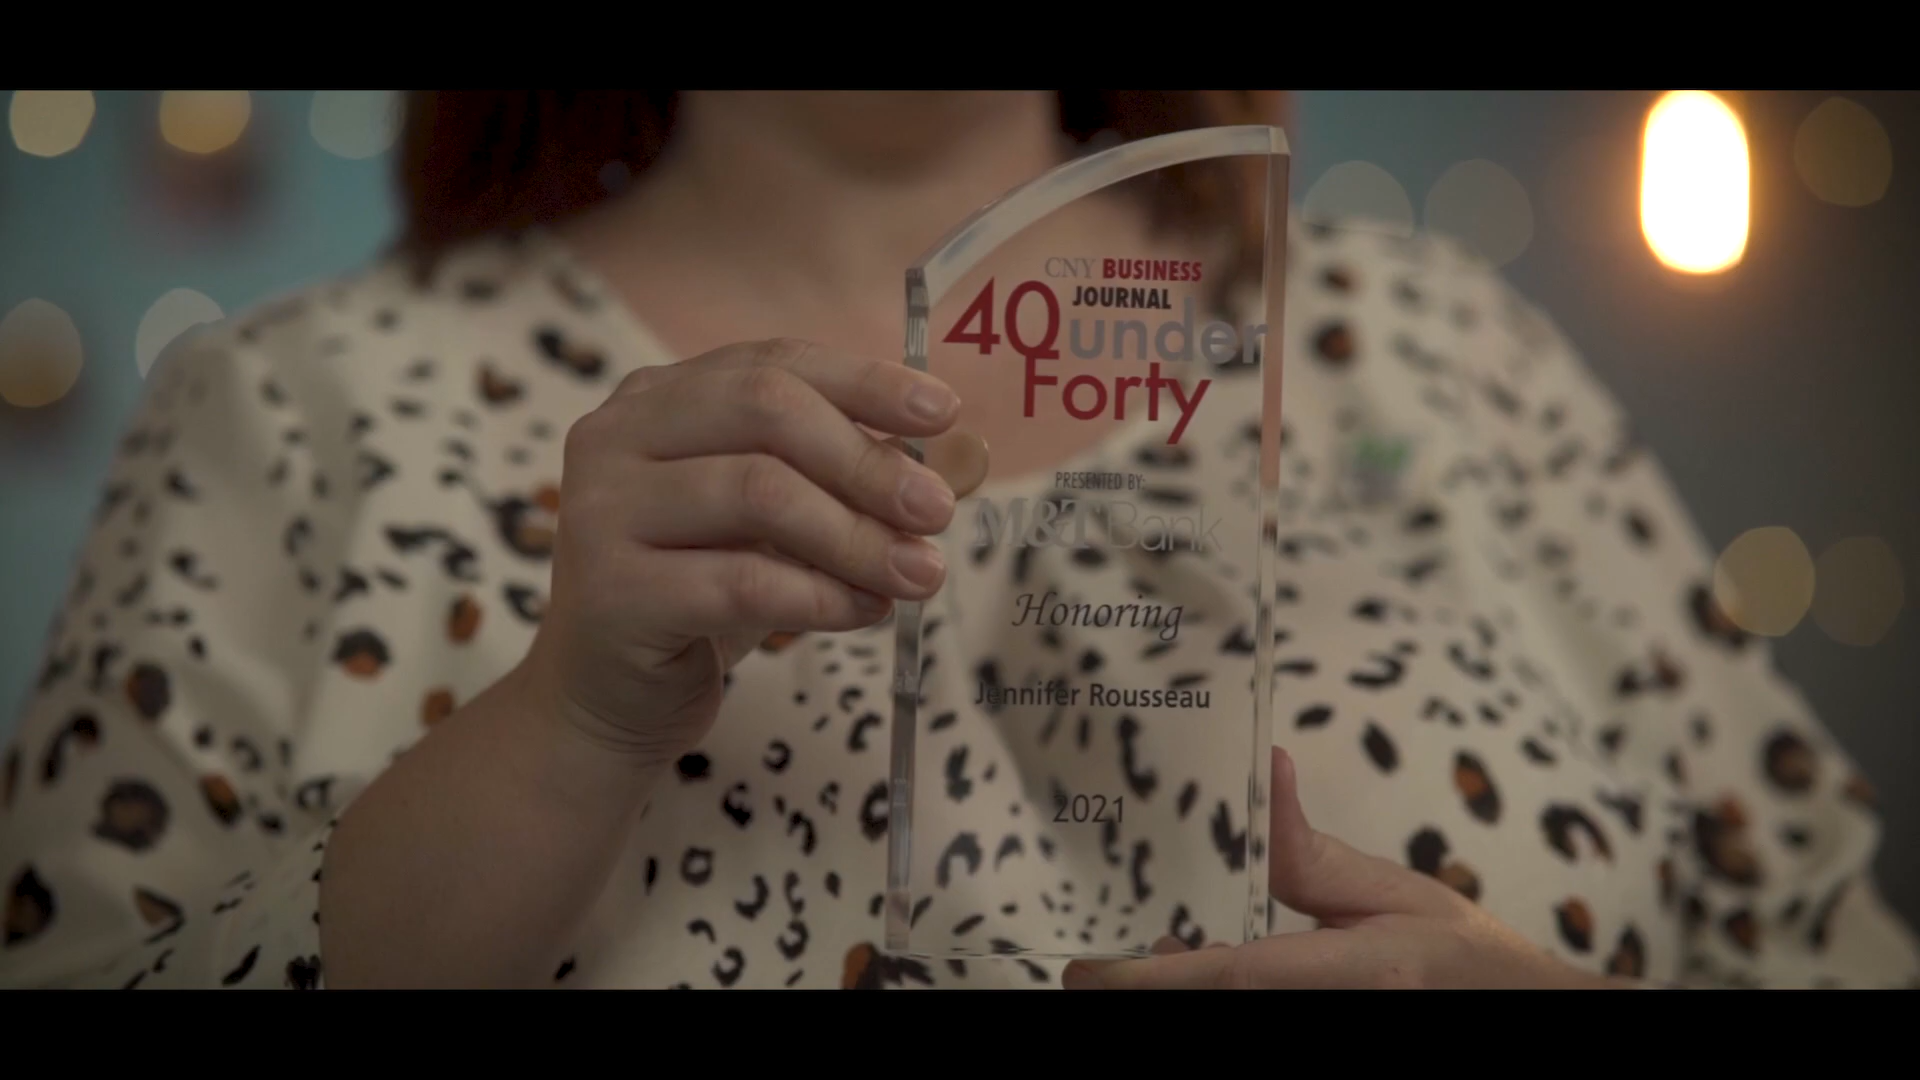 CNY BUSINESS
JOURNAL
40 under
Forty
PRESENTED BY:
M&T Bank
Honoring
Jennifer Rousseau
2021